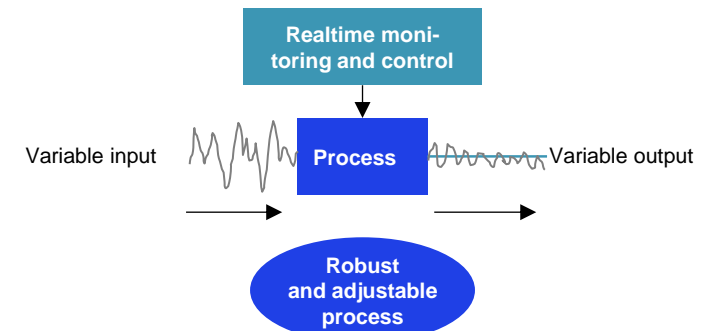 Realtime moni-
toring and control
Variable input
Process
Variable output
Robust
and adjustable
process